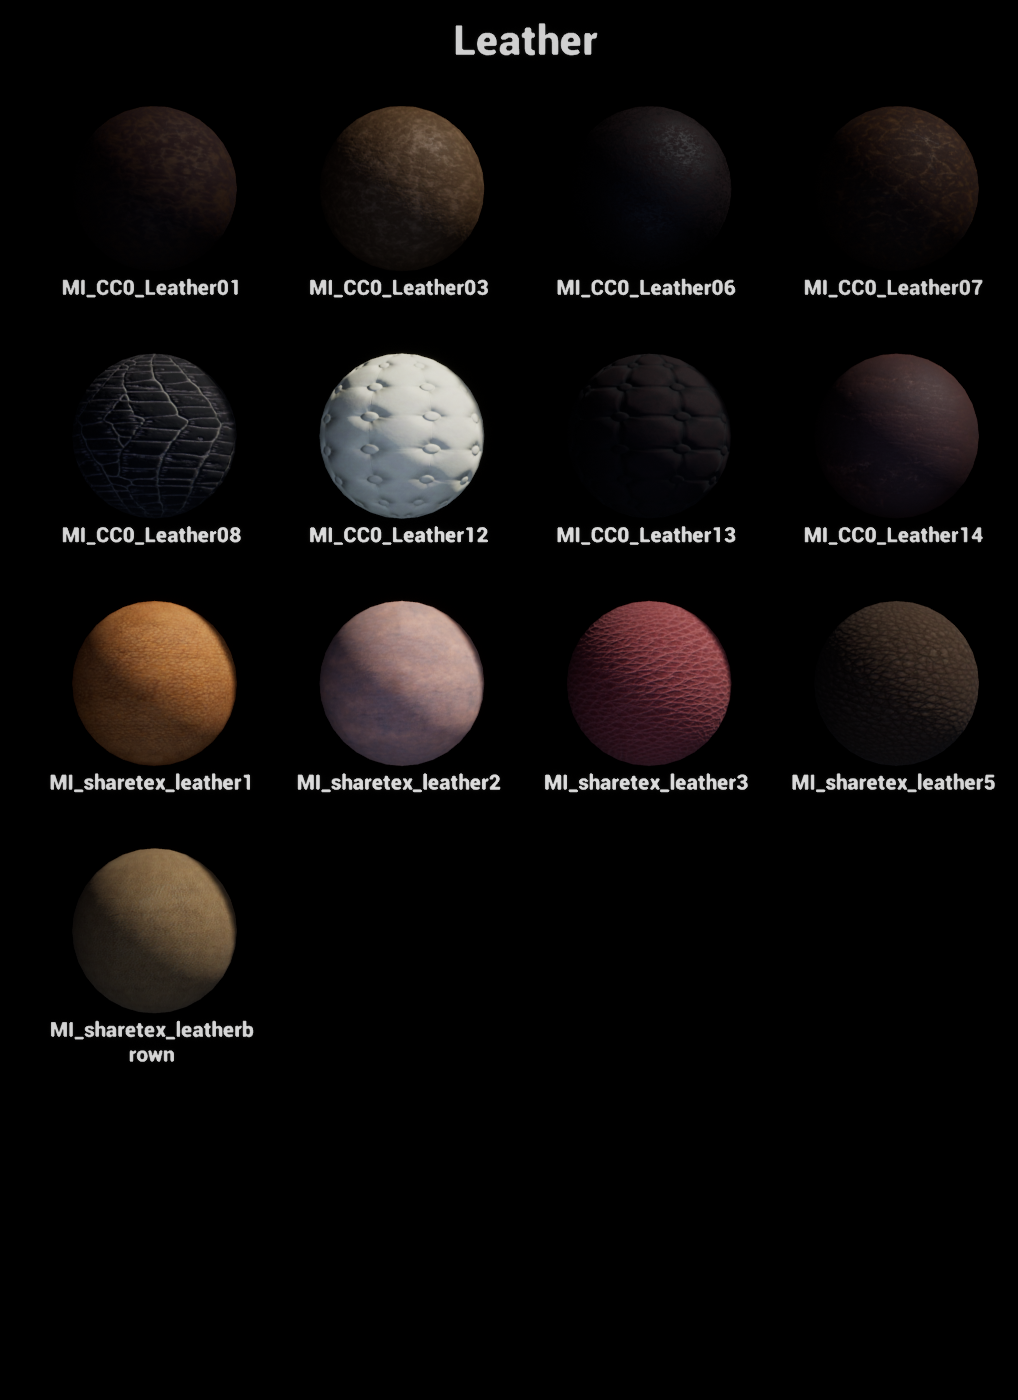 Leather
MI_CC0_Leather01
MI_CC0_Leather03
MI_CC0_Leather06
MI_CC0_Leather07
MI_CC0_Leather08
MI_CC0_Leather12
MI_CC0_Leather13
MI_CC0_Leather14
MI_sharetex_leather1
MI_sharetex_leather2
MI_sharetex_leather3
MI_sharetex_leather5
MI_sharetex_leatherb
rown